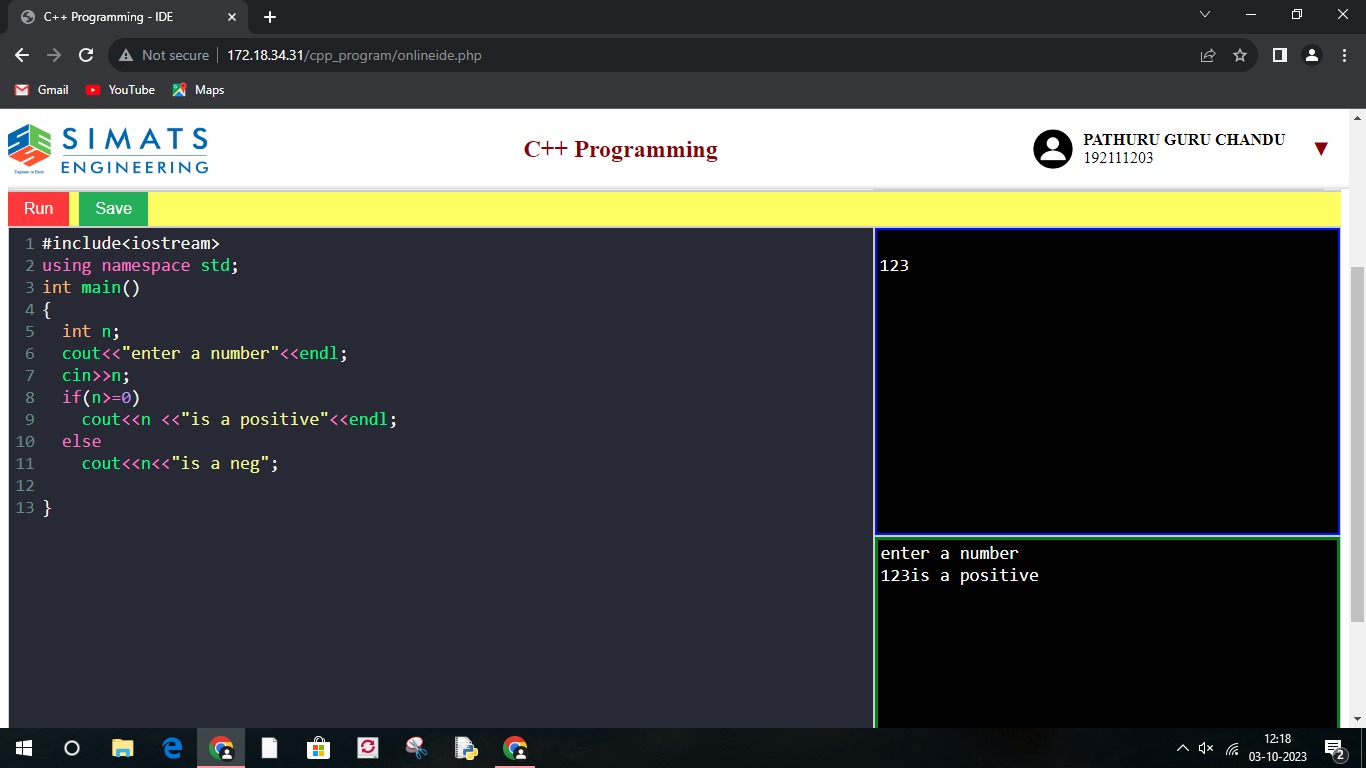 C++ Programming - IDE
Not secure 172.18.34.31/cpp_program/onlineide.php
Gmail YouTube Maps
SIMATS
ENGINEERING
Engineer to Excel
C++ Programming
PATHURU GURU CHANDU
192111203
Run Save
1 #include<iostream>
2 using namespace std;
3 int main()
4 {
5 int n;
6 cout<<"enter a number"<<endl;
7 cin>>n;
8 if(n>=0)
9 cout<<n <<"is a positive"<<endl;
10 else
11 cout<<n<<"is a neg";
12
13 }
123
enter a number
123is a positive
12:18
03-10-2023
2